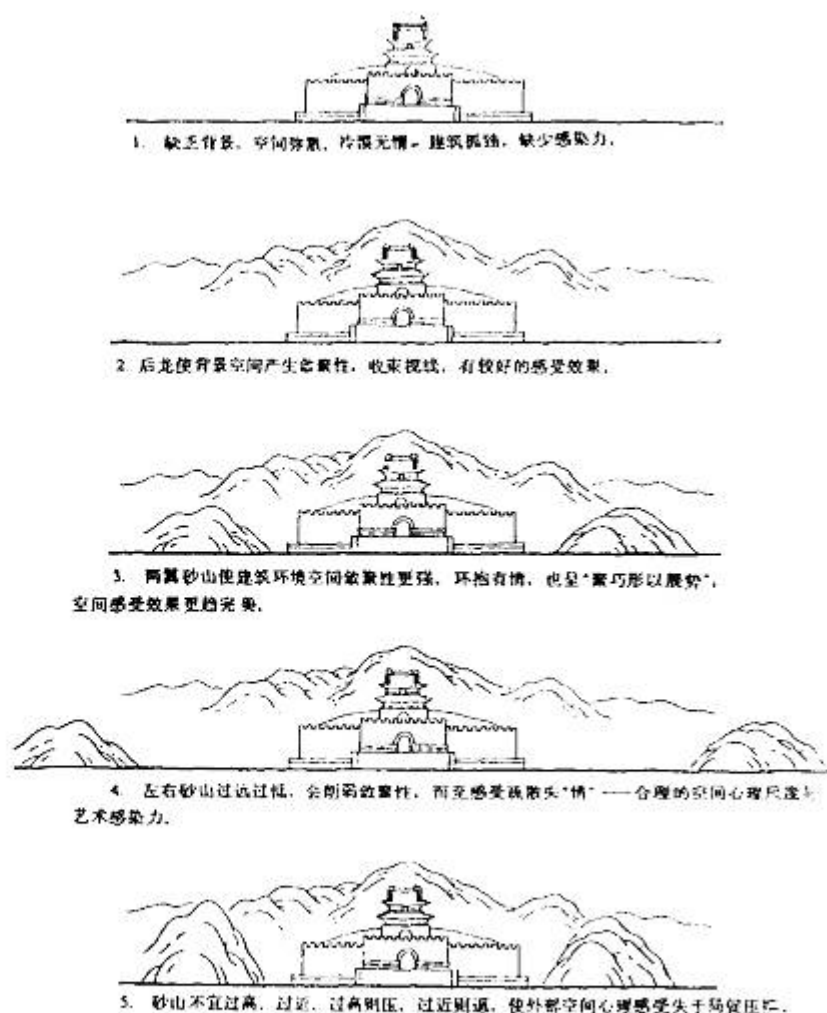 1. 缺乏背景,空间弥散,冷漠无情。建筑孤独,缺少感染力。
2. 后龙使背景空间产生敛聚性,收束视线,有较好的感受效果。
3. 两翼砂山使建筑环境空间敛聚性更强,环抱有情,也呈“聚巧形以展势”,
空间感受效果更趋完美。
4. 左右砂山过远过低,会削弱敛聚性,而至感受疏散失“情”——合理的空间心理尺度与
艺术感染力。
5. 砂山不宜过高、过近,过高则压,过近则逼,使外部空间心理感受失于局促压